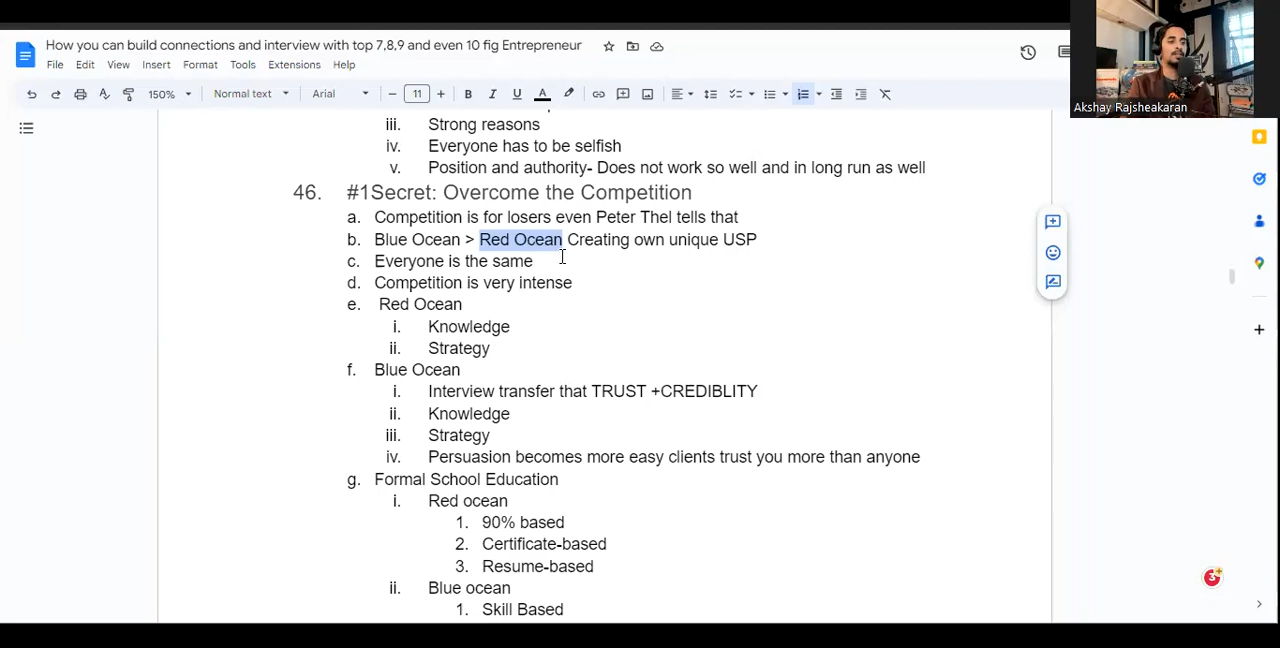 How you can build connections and interview with top 7,8,9 and even 10 fig Entrepreneur
File Edit View Insert Format Tools Extensions Help
150% Normal text Arial 11 B I U A
Akshay Rajsheakaran
iii. Strong reasons
iv. Everyone has to be selfish
v. Position and authority- Does not work so well and in long run as well
46. #1Secret: Overcome the Competition
a. Competition is for losers even Peter Thel tells that
b. Blue Ocean > Red Ocean Creating own unique USP
c. Everyone is the same
d. Competition is very intense
e. Red Ocean
i. Knowledge
ii. Strategy
f. Blue Ocean
i. Interview transfer that TRUST +CREDIBLITY
ii. Knowledge
iii. Strategy
iv. Persuasion becomes more easy clients trust you more than anyone
g. Formal School Education
i. Red ocean
1. 90% based
2. Certificate-based
3. Resume-based
ii. Blue ocean
1. Skill Based
3